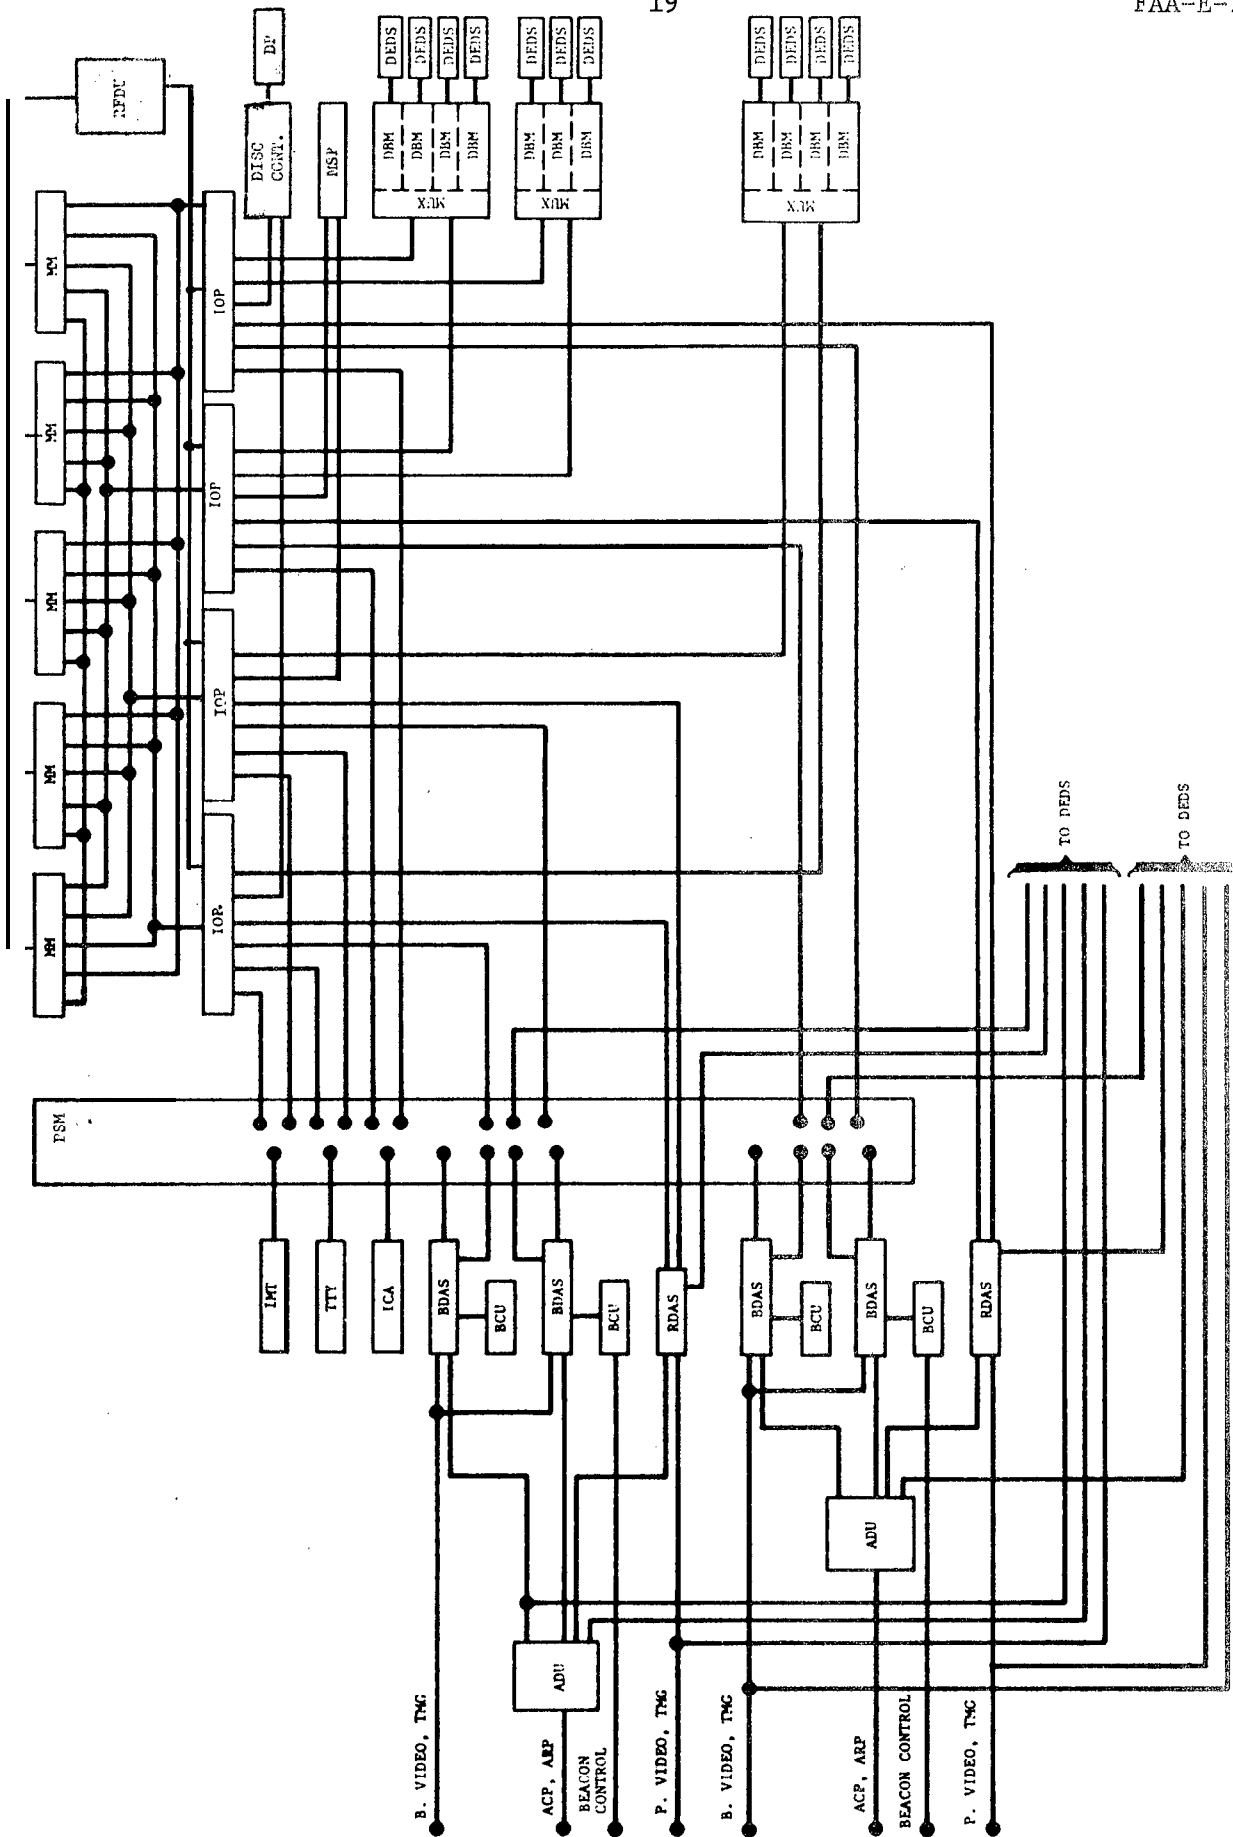 19
FAA-E-
RFDU
DP
DISC
CONT.
MSP
DEDS
DEDS
DEDS
DEDS
DBM
DBM
DBM
DBM
MUX
DEDS
DEDS
DEDS
DBM
DBM
DBM
MUX
DEDS
DEDS
DEDS
DEDS
DBM
DBM
DBM
DBM
MUX
MM
MM
MM
MM
MM
IOP
IOP
IOP
IOP
PSM
IMT
TTY
ICA
BDAS
BCU
BDAS
BCU
RDAS
BDAS
BCU
BDAS
BCU
RDAS
ADU
ADU
TO DEDS
TO DEDS
B. VIDEO, TMG
ACP, ARP
BEACON
CONTROL
P. VIDEO, TMG
B. VIDEO, TMG
ACP, ARP
BEACON CONTROL
P. VIDEO, TMG